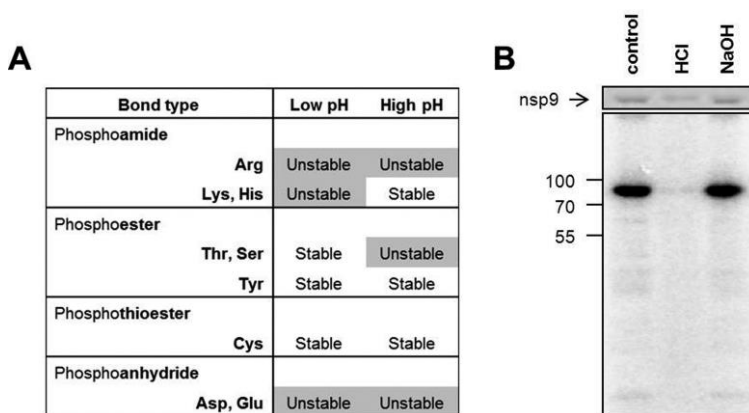 A
Bond type Low pH High pH
Phosphoamide
Arg Unstable Unstable
Lys, His Unstable Stable
Phosphoester
Thr, Ser Stable Unstable
Tyr Stable Stable
Phosphothioester
Cys Stable Stable
Phosphoanhydride
Asp, Glu Unstable Unstable
B
control HCl NaOH
nsp9 →
100
70
55